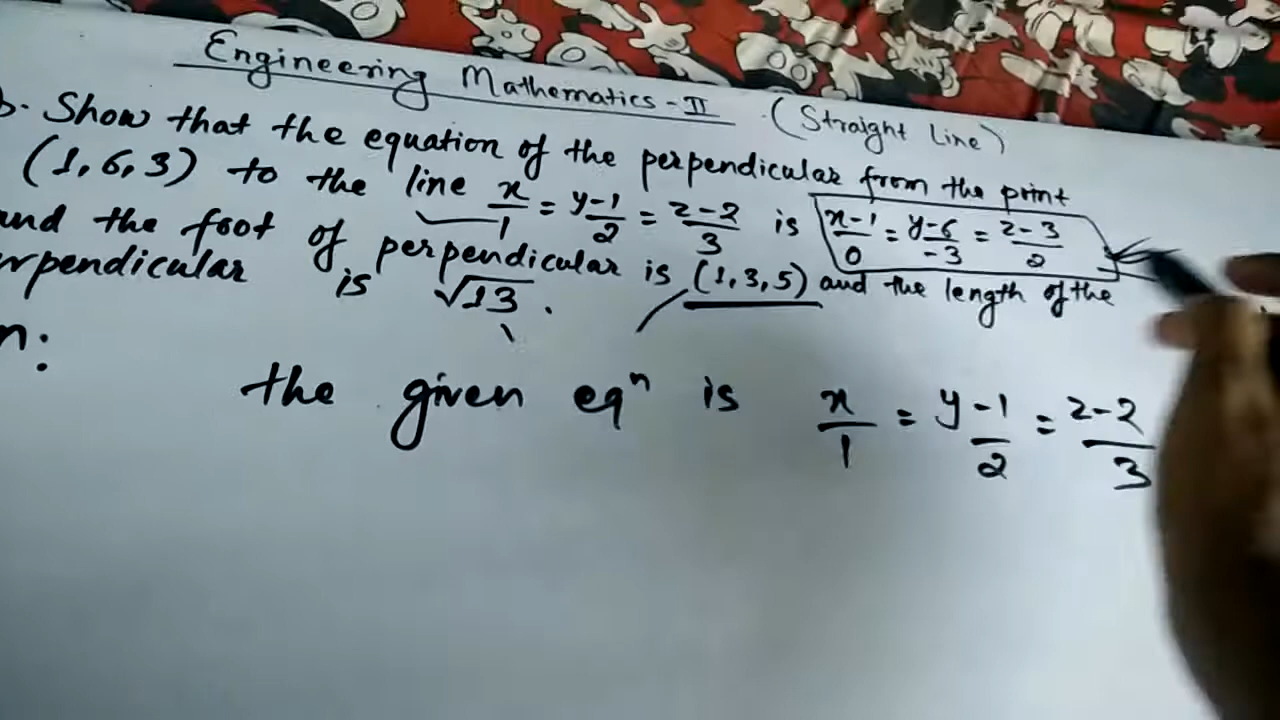 Engineering Mathematics-II (Straight Line)
b. Show that the equation of the perpendicular from the print
(1, 6, 3) to the line x/1 = y-1/2 = z-2/3 is x-1/0 = y-6/-3 = z-3/2
and the foot of perpendicular is (1, 3, 5) and the length of the
rpendicular is √13.
n:
the given eqⁿ is x/1 = y-1/2 = z-2/3